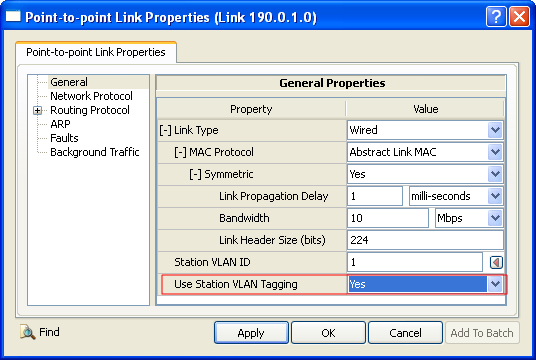 Point-to-point Link Properties (Link 190.0.1.0)
Point-to-point Link Properties
General
Network Protocol
Routing Protocol
ARP
Faults
Background Traffic
General Properties
Property Value
[-] Link Type Wired
[-] MAC Protocol Abstract Link MAC
[-] Symmetric Yes
Link Propagation Delay 1 milli-seconds
Bandwidth 10 Mbps
Link Header Size (bits) 224
Station VLAN ID 1
Use Station VLAN Tagging Yes
Find Apply OK Cancel Add To Batch